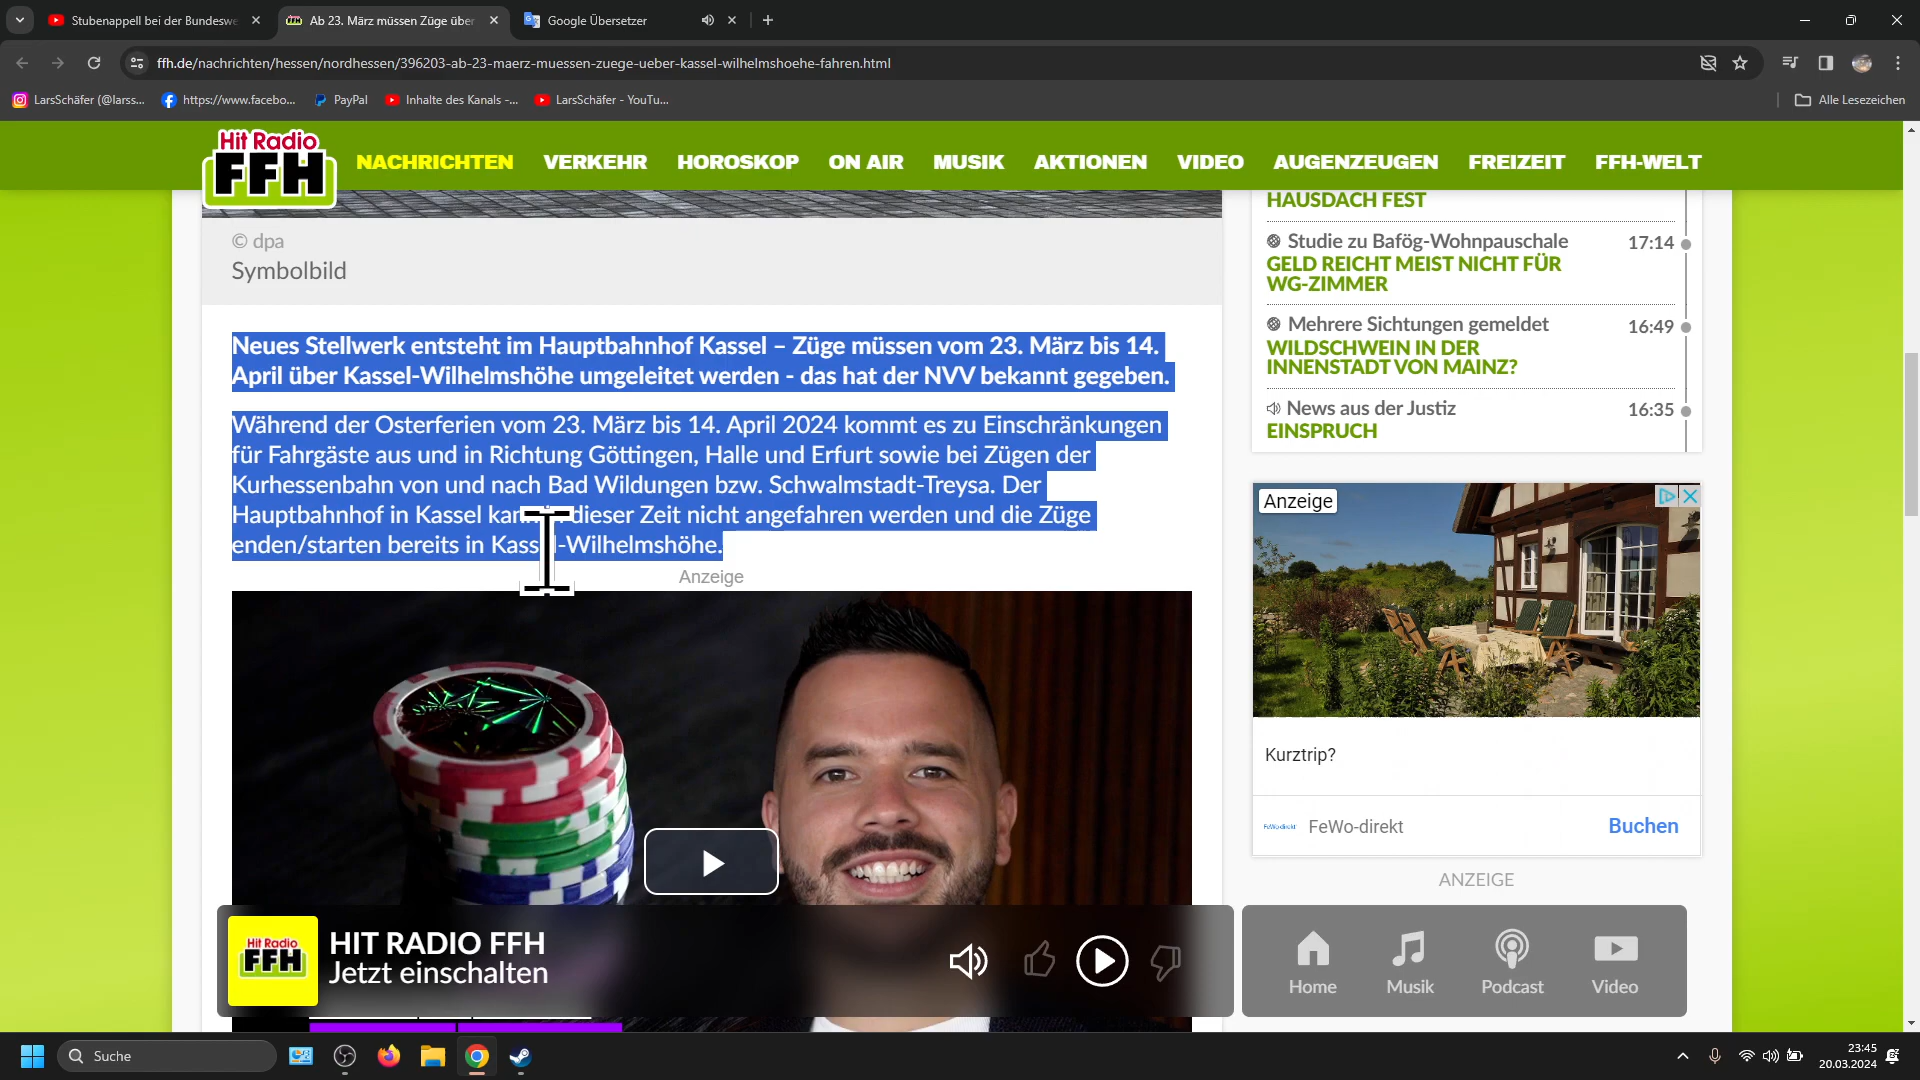 Stubenappell bei der Bundeswe
Ab 23. März müssen Züge über
Google Übersetzer
ffh.de/nachrichten/hessen/nordhessen/396203-ab-23-maerz-muessen-zuege-ueber-kassel-wilhelmshoehe-fahren.html
LarsSchäfer (@larss...
https://www.facebo...
PayPal
Inhalte des Kanals -...
LarsSchäfer - YouTu...
Alle Lesezeichen
Hit Radio
FFH
NACHRICHTEN
VERKEHR
HOROSKOP
ON AIR
MUSIK
AKTIONEN
VIDEO
AUGENZEUGEN
FREIZEIT
FFH-WELT
© dpa
Symbolbild
Neues Stellwerk entsteht im Hauptbahnhof Kassel – Züge müssen vom 23. März bis 14.
April über Kassel-Wilhelmshöhe umgeleitet werden - das hat der NVV bekannt gegeben.
Während der Osterferien vom 23. März bis 14. April 2024 kommt es zu Einschränkungen
für Fahrgäste aus und in Richtung Göttingen, Halle und Erfurt sowie bei Zügen der
Kurhessenbahn von und nach Bad Wildungen bzw. Schwalmstadt-Treysa. Der
Hauptbahnhof in Kassel dieser Zeit nicht angefahren werden und die Züge
enden/starten bereits in Kassel-Wilhelmshöhe.
Anzeige
HAUSDACH FEST
Studie zu Bafög-Wohnpauschale 17:14
GELD REICHT MEIST NICHT FÜR
WG-ZIMMER
Mehrere Sichtungen gemeldet 16:49
WILDSCHWEIN IN DER
INNENSTADT VON MAINZ?
News aus der Justiz 16:35
EINSPRUCH
Anzeige
Kurztrip?
FeWo-direkt
FeWo-direkt
Buchen
ANZEIGE
Hit Radio
FFH
HIT RADIO FFH
Jetzt einschalten
Home
Musik
Podcast
Video
Suche
23:45
20.03.2024